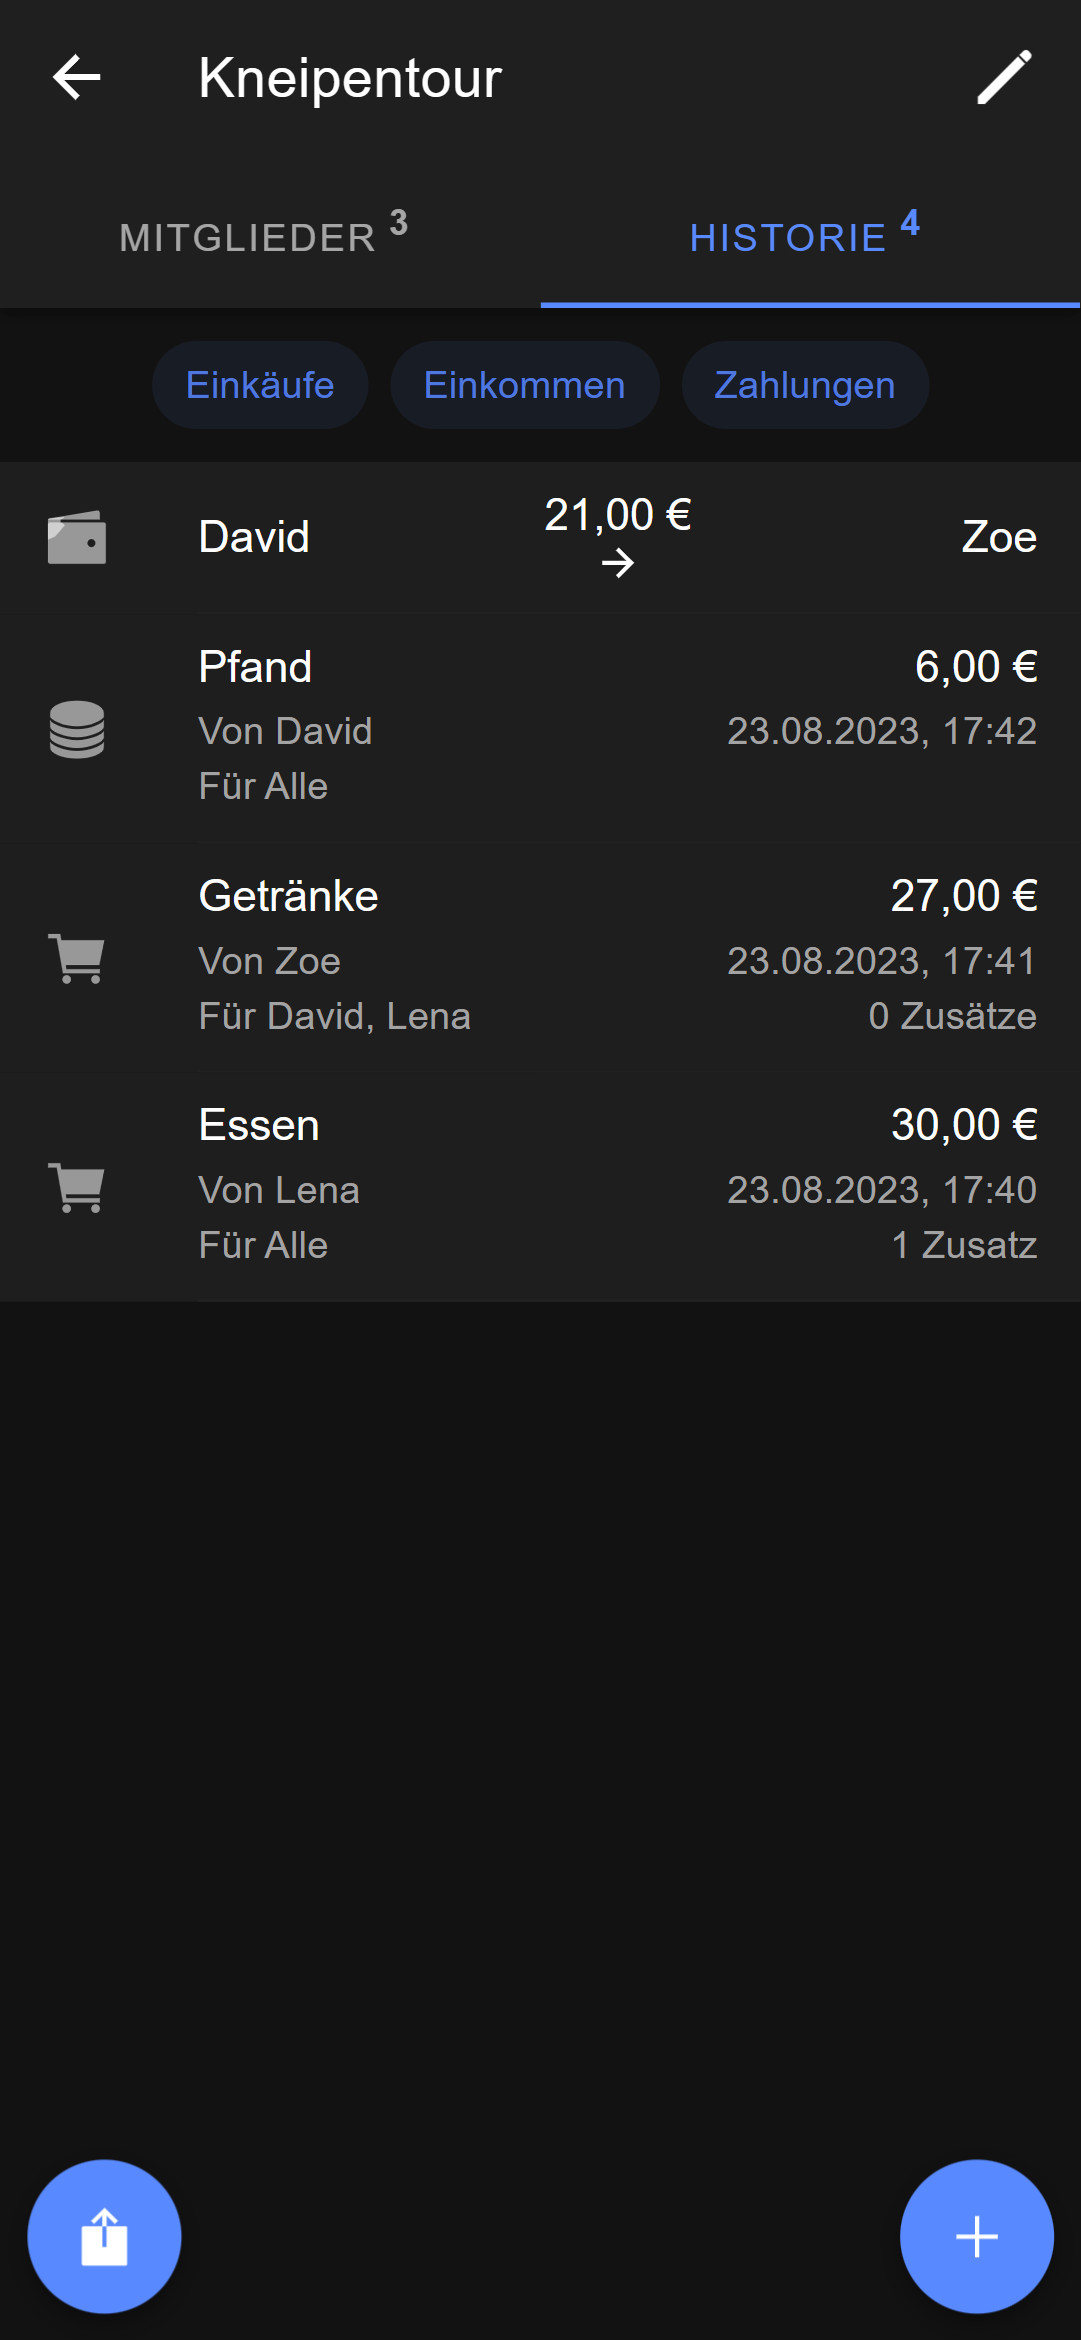 Kneipentour
MITGLIEDER 3
HISTORIE 4
Einkäufe Einkommen Zahlungen
David 21,00 € Zoe
Pfand 6,00 €
Von David 23.08.2023, 17:42
Für Alle
Getränke 27,00 €
Von Zoe 23.08.2023, 17:41
Für David, Lena 0 Zusätze
Essen 30,00 €
Von Lena 23.08.2023, 17:40
Für Alle 1 Zusatz